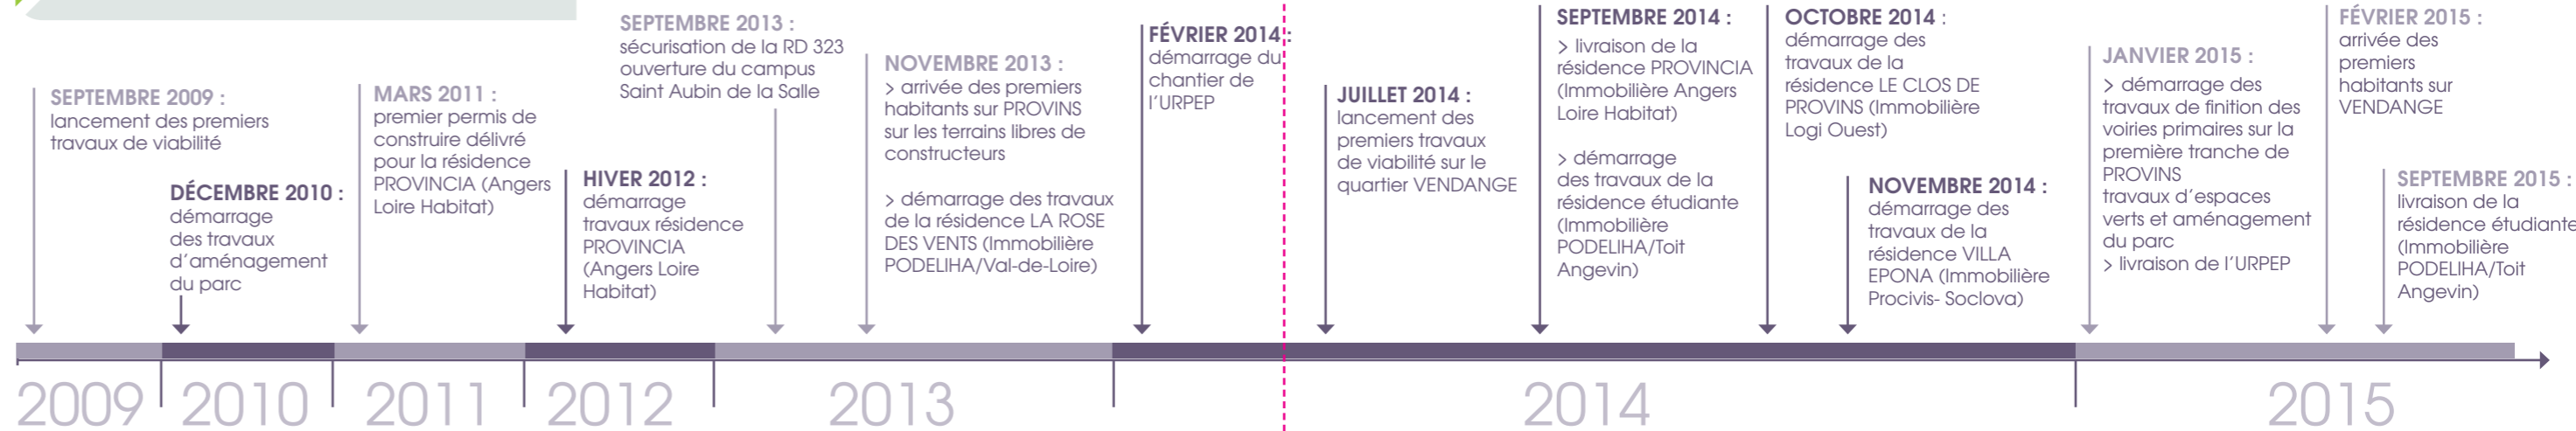 SEPTEMBRE 2009 :
lancement des premiers
travaux de viabilité
DÉCEMBRE 2010 :
démarrage
des travaux
d’aménagement
du parc
MARS 2011 :
premier permis de
construire délivré
pour la résidence
PROVINCIA (Angers
Loire Habitat)
HIVER 2012 :
démarrage
travaux résidence
PROVINCIA
(Angers Loire
Habitat)
SEPTEMBRE 2013 :
sécurisation de la RD 323
ouverture du campus
Saint Aubin de la Salle
NOVEMBRE 2013 :
> arrivée des premiers
habitants sur PROVINS
sur les terrains libres de
constructeurs
> démarrage des travaux
de la résidence LA ROSE
DES VENTS (Immobilière
PODELIHA/Val-de-Loire)
FÉVRIER 2014 :
démarrage du
chantier de
l’URPEP
JUILLET 2014 :
lancement des
premiers travaux
de viabilité sur le
quartier VENDANGE
SEPTEMBRE 2014 :
> livraison de la
résidence PROVINCIA
(Immobilière Angers
Loire Habitat)
> démarrage
des travaux de la
résidence étudiante
(Immobilière
PODELIHA/Toit
Angevin)
OCTOBRE 2014 :
démarrage des
travaux de la
résidence LE CLOS DE
PROVINS (Immobilière
Logi Ouest)
NOVEMBRE 2014 :
démarrage des
travaux de la
résidence VILLA
EPONA (Immobilière
Procivis- Soclova)
JANVIER 2015 :
> démarrage des
travaux de finition des
voiries primaires sur la
première tranche de
PROVINS
travaux d’espaces
verts et aménagement
du parc
> livraison de l’URPEP
FÉVRIER 2015 :
arrivée des
premiers
habitants sur
VENDANGE
SEPTEMBRE 2015 :
livraison de la
résidence étudiante
(Immobilière
PODELIHA/Toit
Angevin)
2009
2010
2011
2012
2013
2014
2015